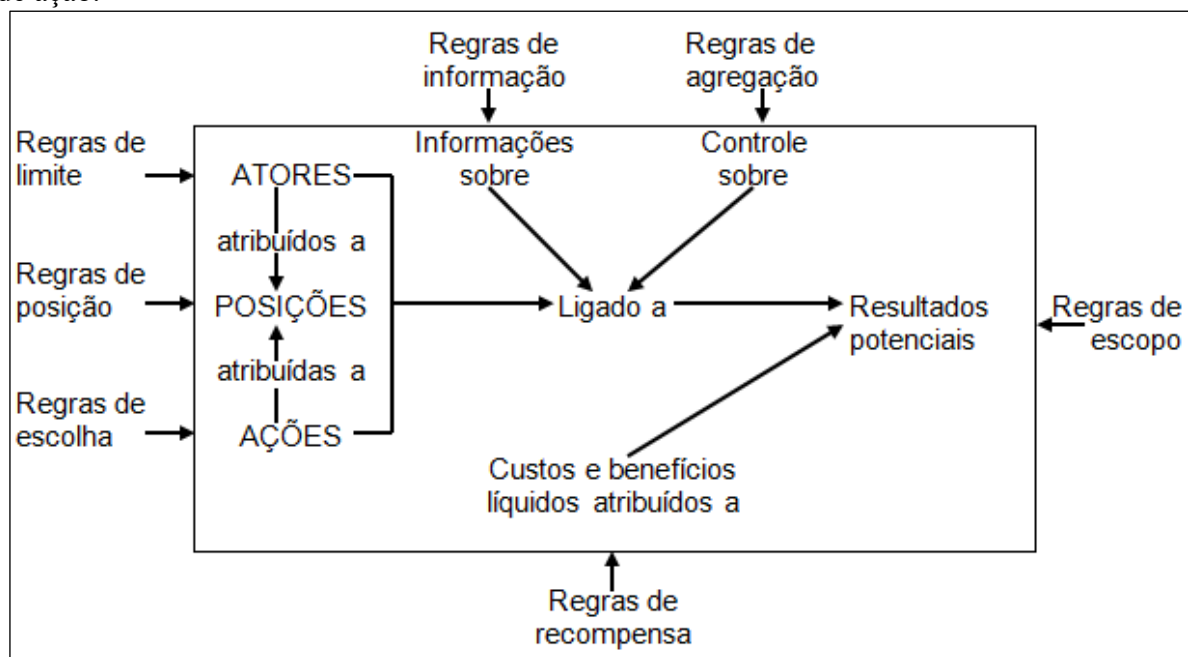 de ação.
Regras de
informação
Regras de
agregação
Regras de
limite
Informações
sobre
Controle
sobre
ATORES
atribuídos a
Regras de
posição
POSIÇÕES
Ligado a
Resultados
potenciais
Regras de
escopo
atribuídas a
Regras de
escolha
AÇÕES
Custos e benefícios
líquidos atribuídos a
Regras de
recompensa